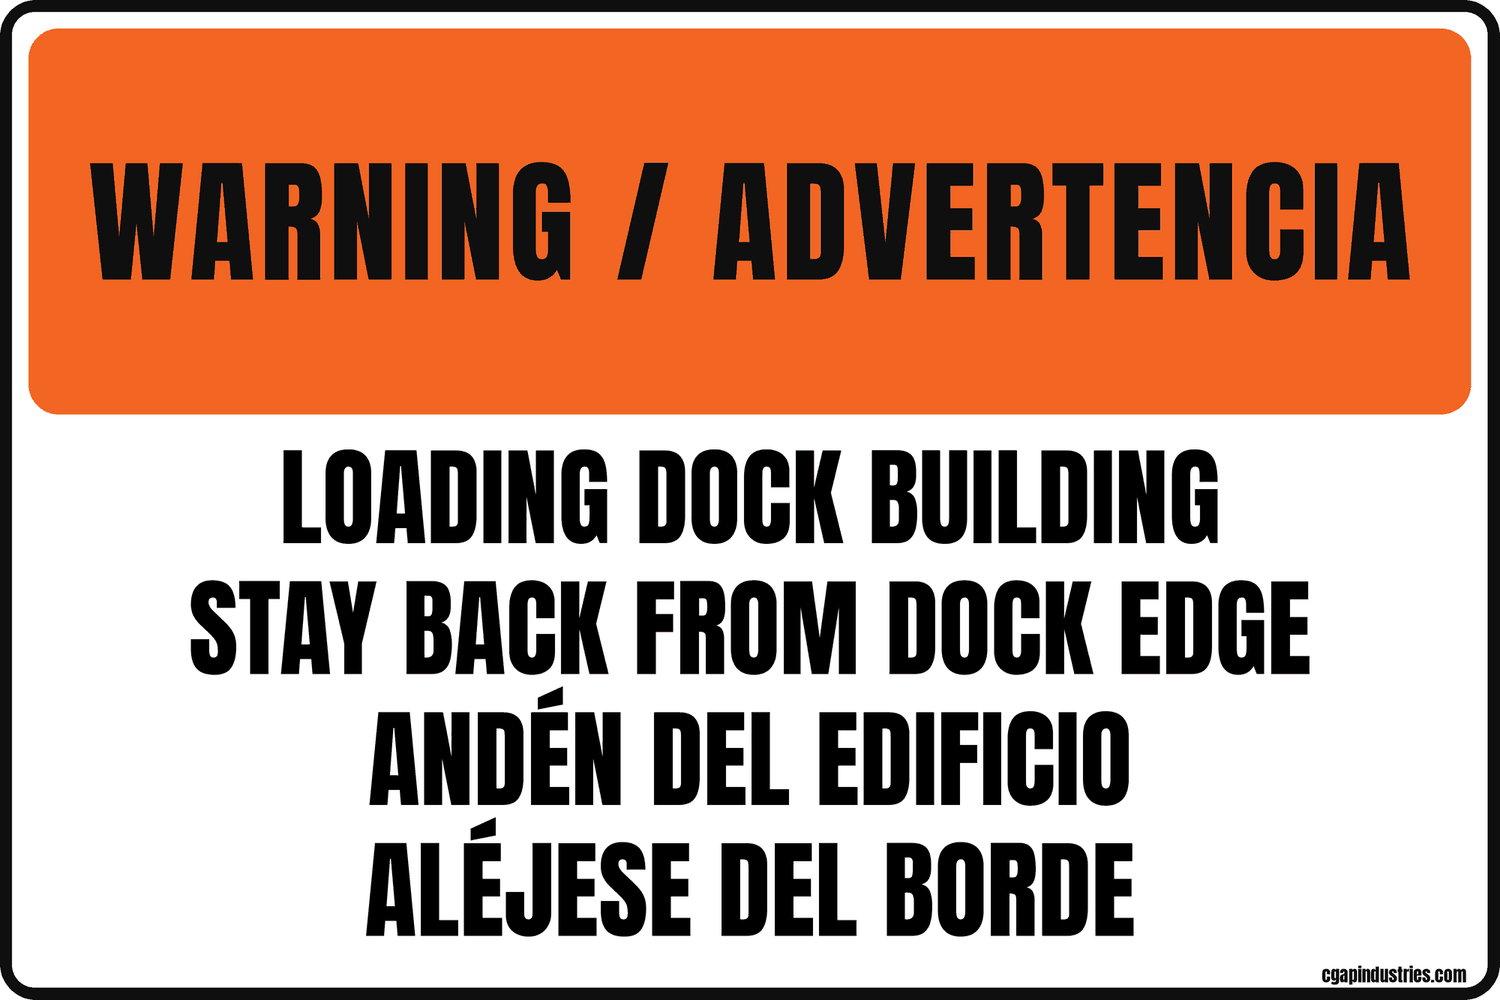 WARNING / ADVERTENCIA
LOADING DOCK BUILDING
STAY BACK FROM DOCK EDGE
ANDÉN DEL EDIFICIO
ALÉJESE DEL BORDE
cgapindustries.com